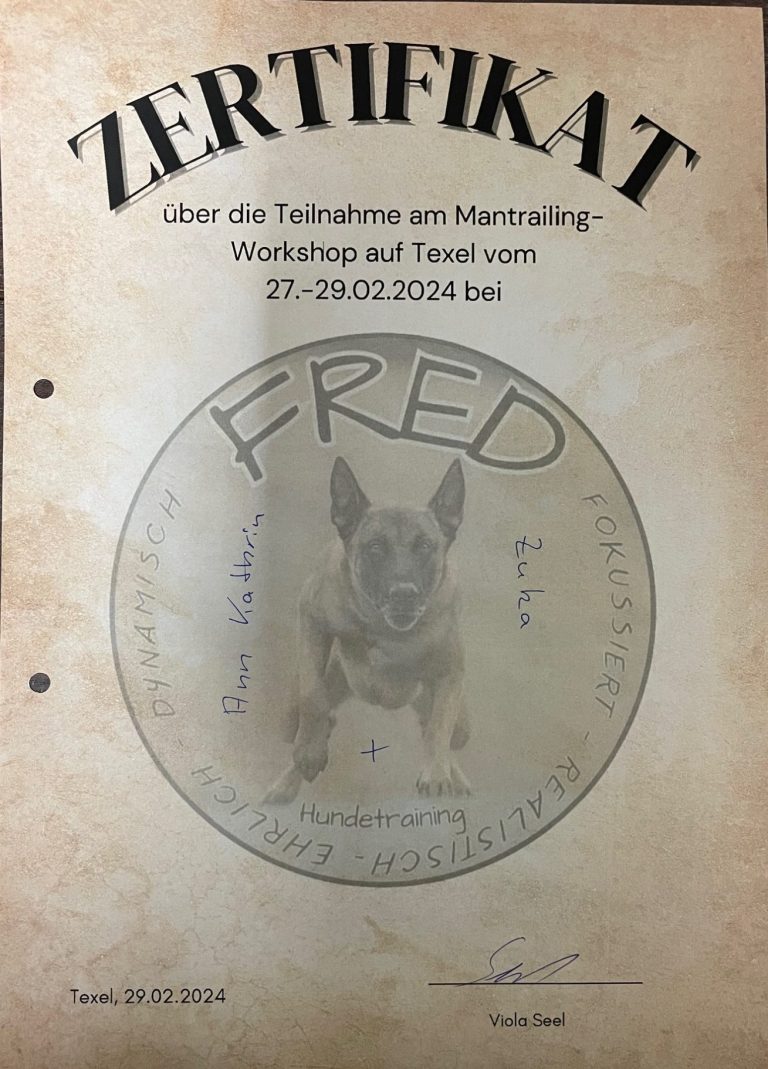 ZERTIFIKAT
über die Teilnahme am Mantrailing-
Workshop auf Texel vom
27.-29.02.2024 bei
FRED
FOKUSSIERT - REALISTISCH - EHRLICH - DYNAMISCH
Ann Kathrin
+
Zuka
Hundetraining
Texel, 29.02.2024
Viola Seel